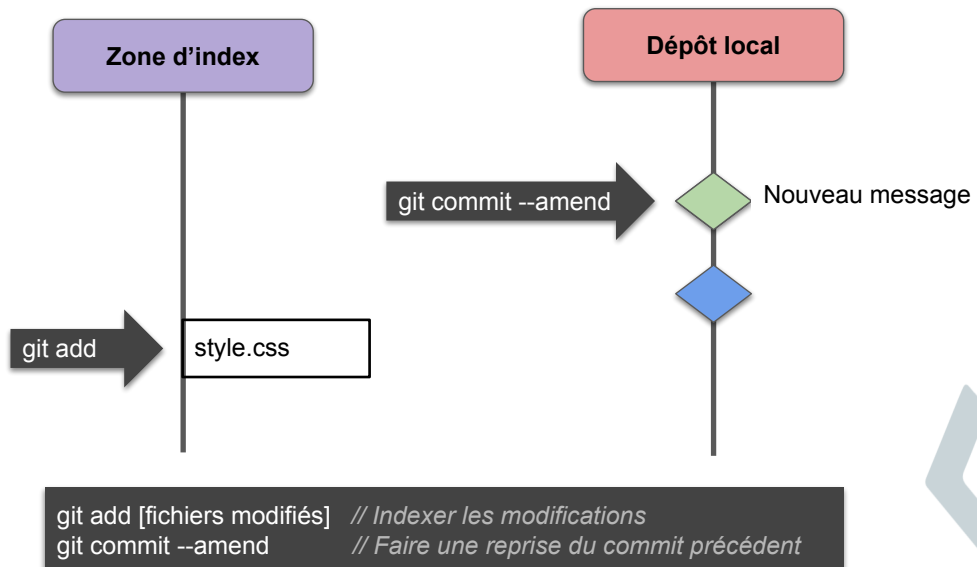 Zone d'index
Dépôt local
git commit --amend
Nouveau message
git add
style.css
git add [fichiers modifiés] // Indexer les modifications
git commit --amend // Faire une reprise du commit précédent